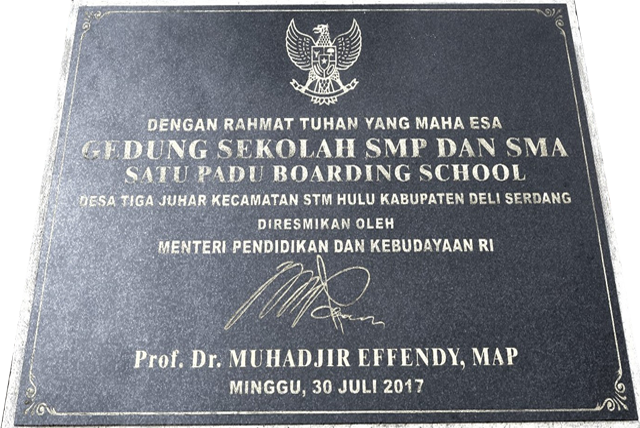 DENGAN RAHMAT TUHAN YANG MAHA ESA
GEDUNG SEKOLAH SMP DAN SMA
SATU PADU BOARDING SCHOOL
DESA TIGA JUHAR KECAMATAN STM HULU KABUPATEN DELI SERDANG
DIRESMIKAN OLEH
MENTERI PENDIDIKAN DAN KEBUDAYAAN RI
Prof. Dr. MUHADJIR EFFENDY, MAP
MINGGU, 30 JULI 2017